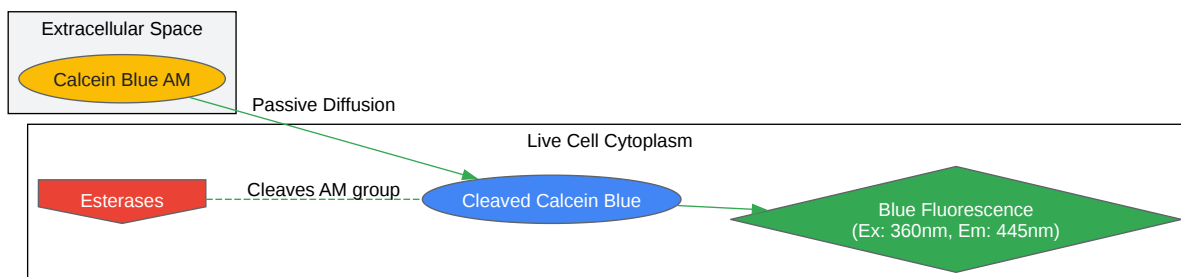 Extracellular Space
Calcein Blue AM
Passive Diffusion
Live Cell Cytoplasm
Esterases
Cleaves AM group
Cleaved Calcein Blue
Blue Fluorescence
(Ex: 360nm, Em: 445nm)